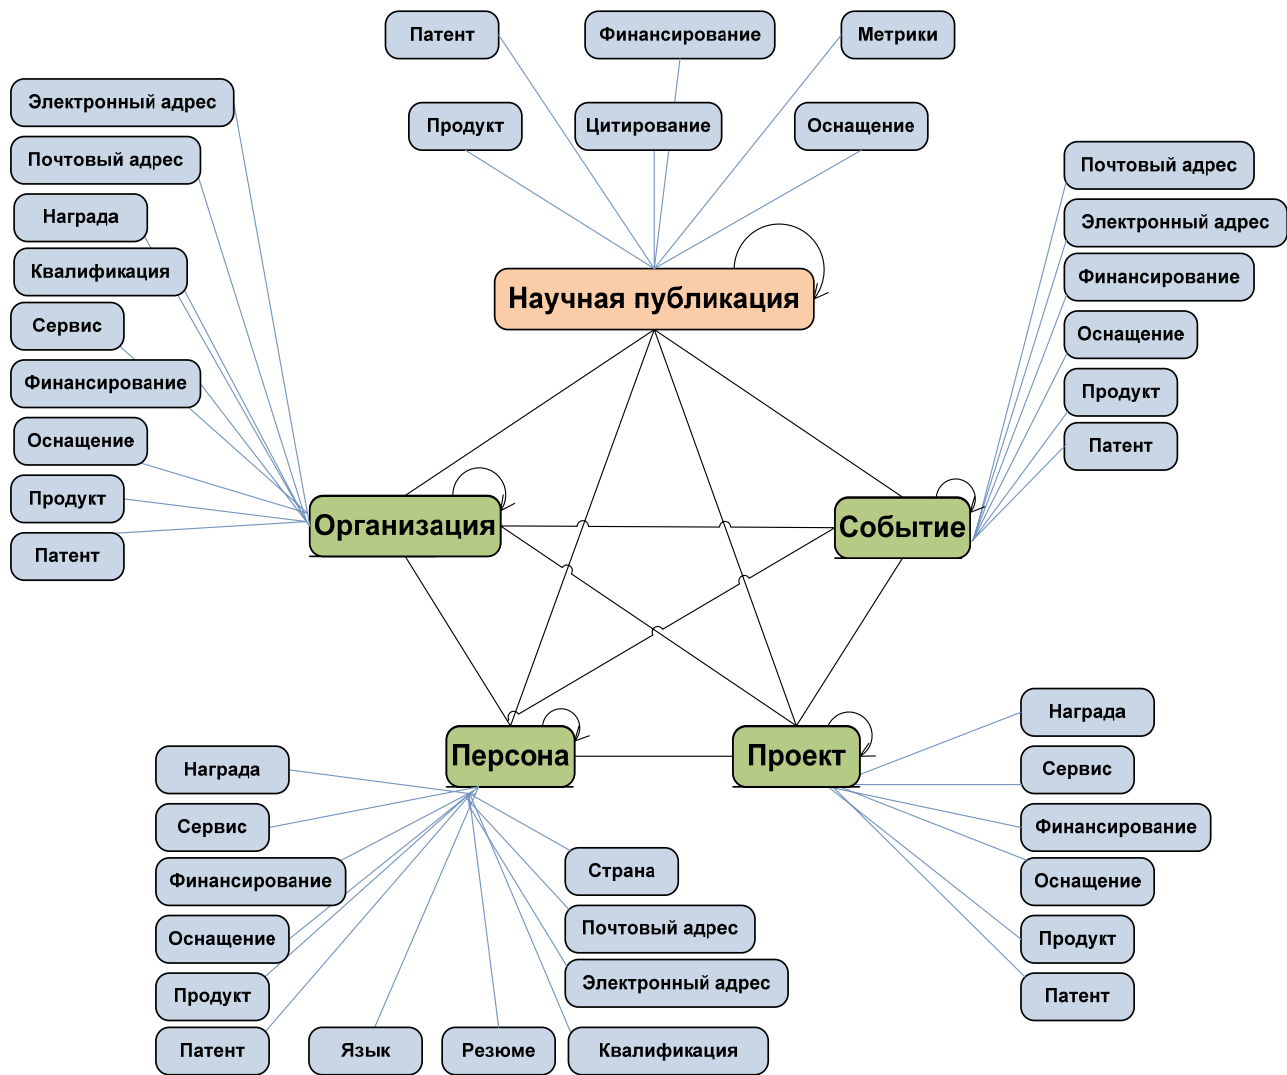 Патент
Финансирование
Метрики
Продукт
Цитирование
Оснащение
Электронный адрес
Почтовый адрес
Награда
Квалификация
Сервис
Финансирование
Оснащение
Продукт
Патент
Почтовый адрес
Электронный адрес
Финансирование
Оснащение
Продукт
Патент
Научная публикация
Организация
Событие
Персона
Проект
Награда
Сервис
Финансирование
Оснащение
Продукт
Патент
Язык
Резюме
Страна
Почтовый адрес
Электронный адрес
Квалификация
Награда
Сервис
Финансирование
Оснащение
Продукт
Патент